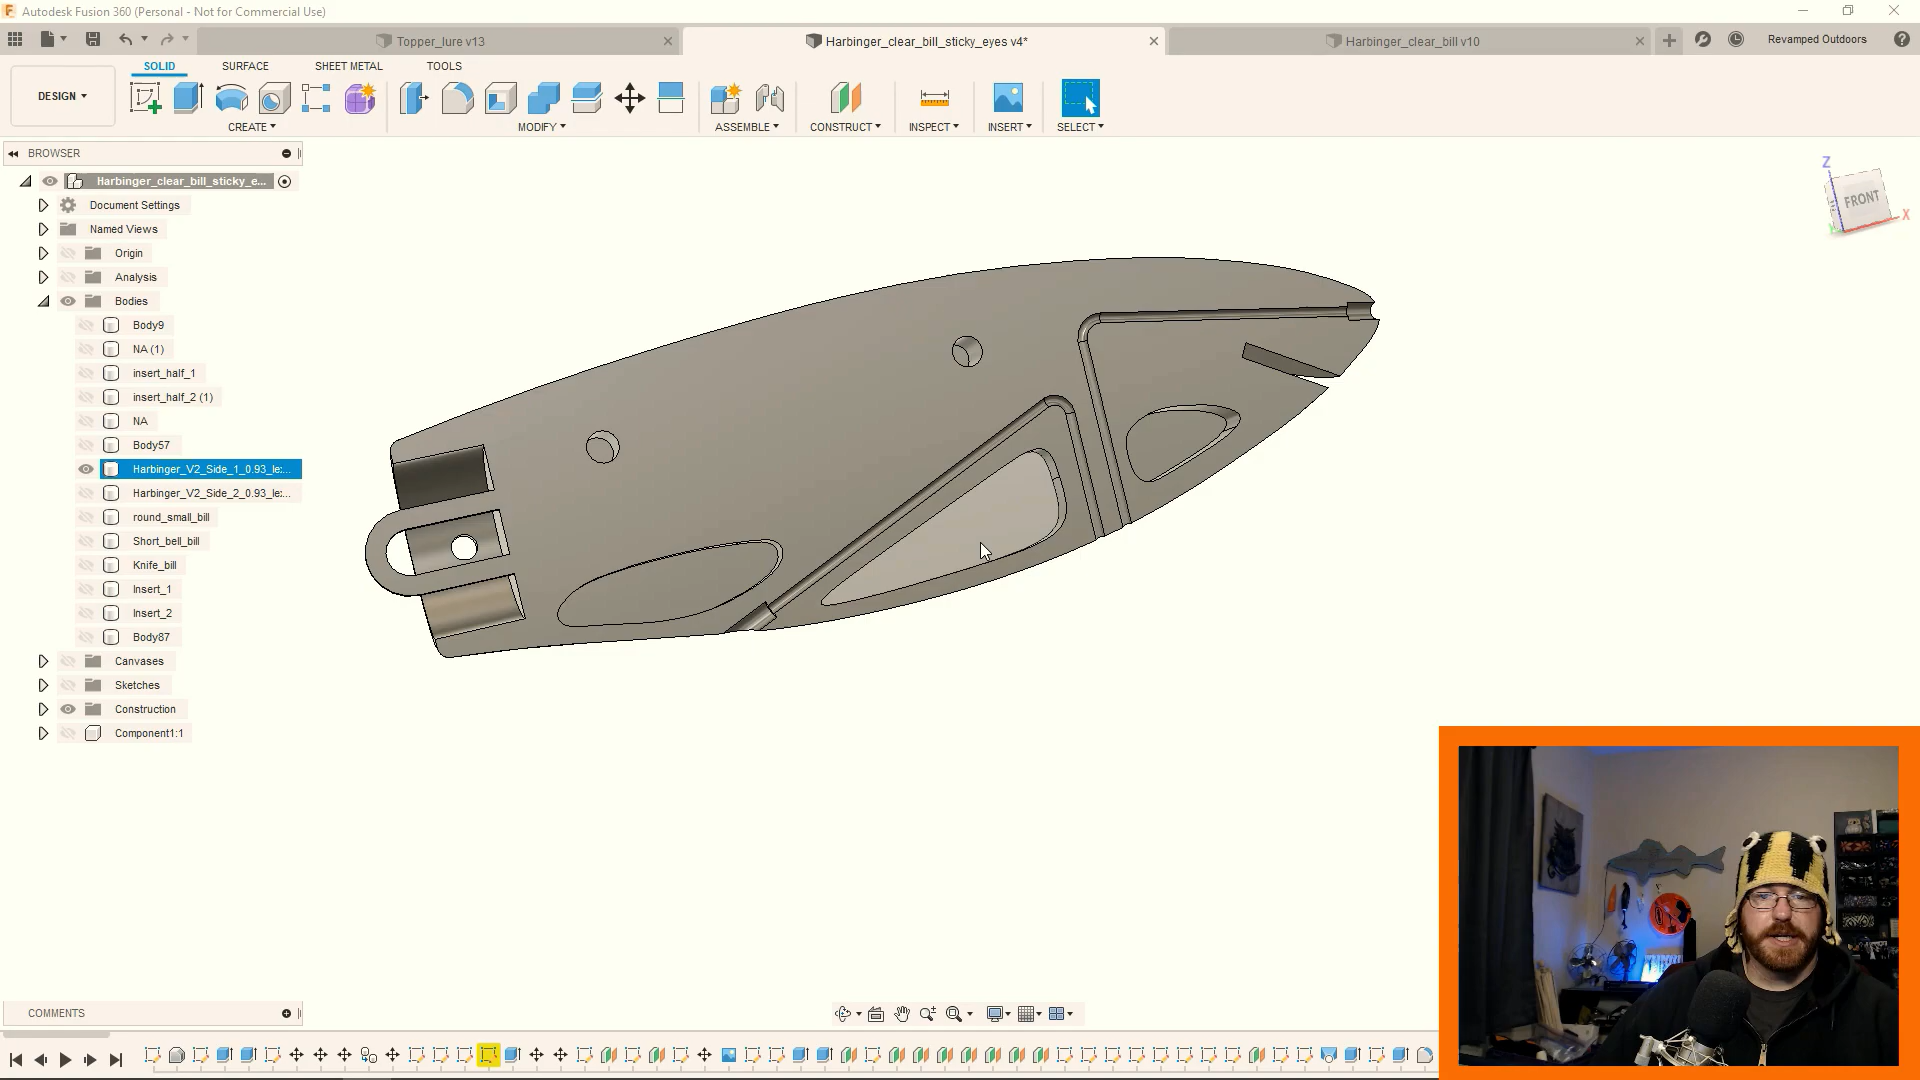 Autodesk Fusion 360 (Personal - Not for Commercial Use)
Topper_lure v13
Harbinger_clear_bill_sticky_eyes v4*
Harbinger_clear_bill v10
Revamped Outdoors
SOLID SURFACE SHEET METAL TOOLS
DESIGN
CREATE MODIFY ASSEMBLE CONSTRUCT INSPECT INSERT SELECT
BROWSER
Harbinger_clear_bill_sticky_e...
Document Settings
Named Views
Origin
Analysis
Bodies
Body9
NA (1)
insert_half_1
insert_half_2 (1)
NA
Body57
Harbinger_V2_Side_1_0.93_le:...
Harbinger_V2_Side_2_0.93_le:...
round_small_bill
Short_bell_bill
Knife_bill
Insert_1
Insert_2
Body87
Canvases
Sketches
Construction
Component1:1
Z
FRONT
X
COMMENTS